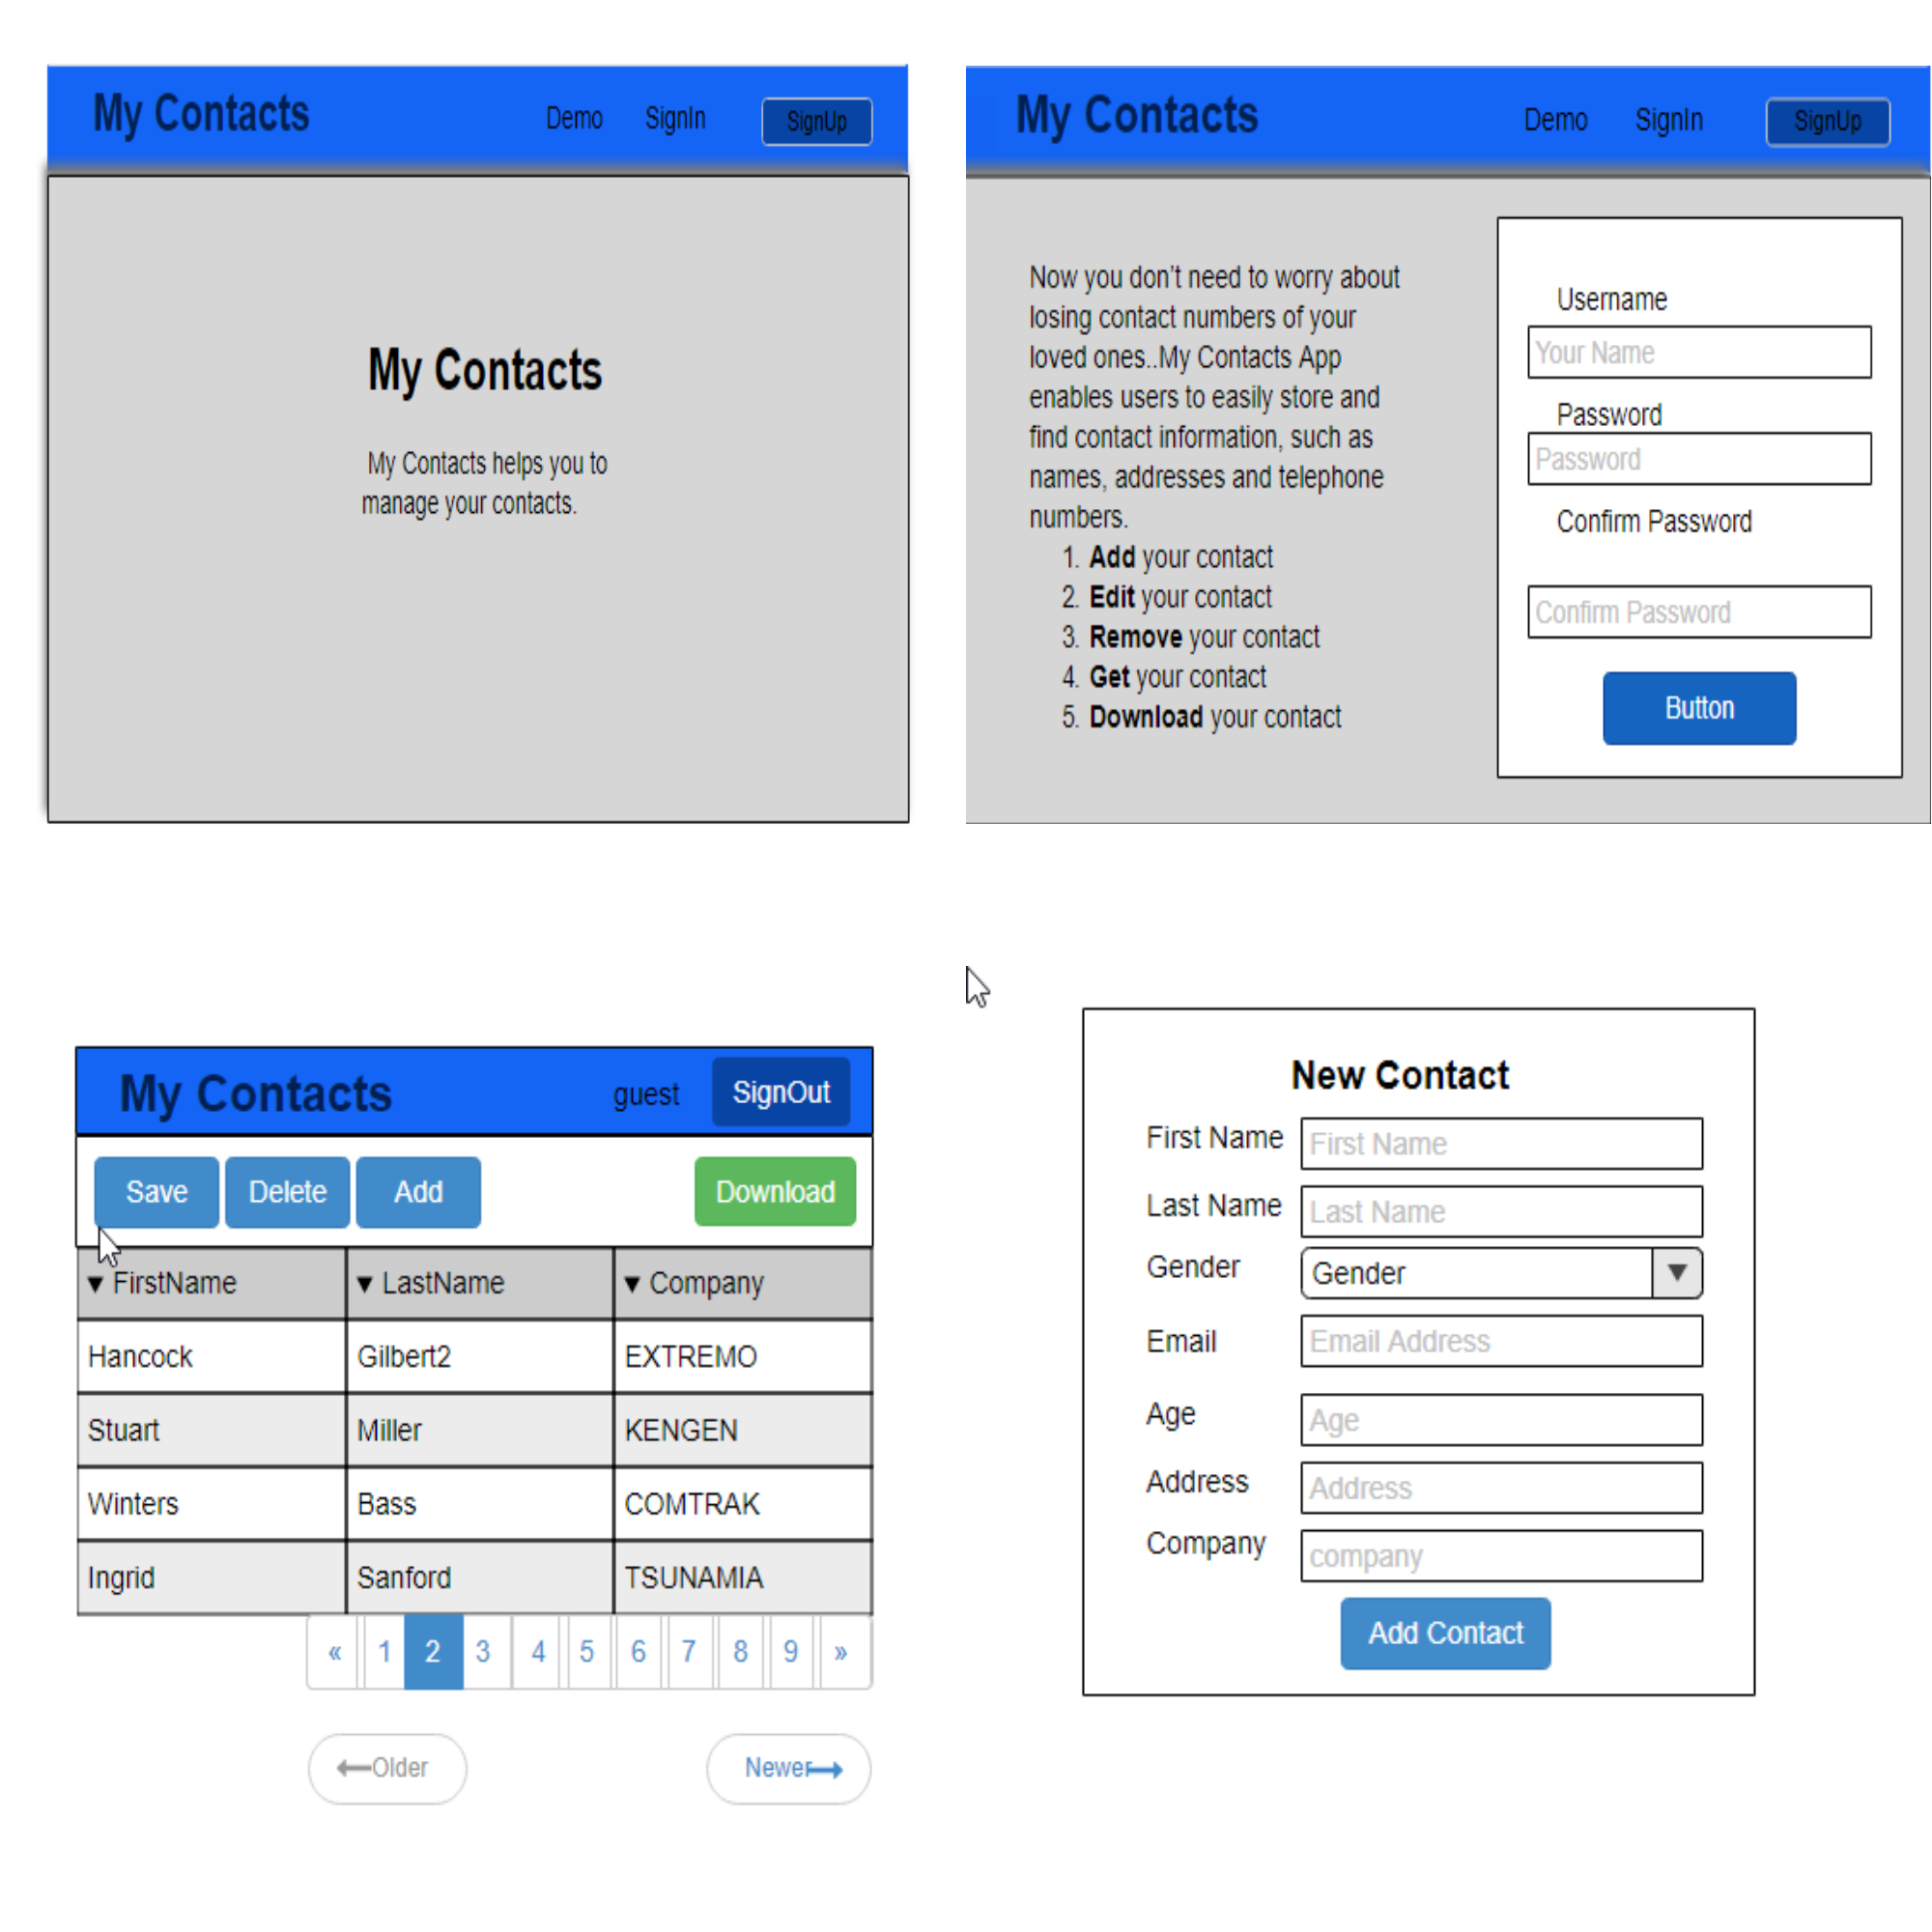 My Contacts
Demo SignIn SignUp
My Contacts
My Contacts helps you to
manage your contacts.
My Contacts
Demo SignIn SignUp
Now you don't need to worry about
losing contact numbers of your
loved ones..My Contacts App
enables users to easily store and
find contact information, such as
names, addresses and telephone
numbers.
1. Add your contact
2. Edit your contact
3. Remove your contact
4. Get your contact
5. Download your contact
Username
Your Name
Password
Password
Confirm Password
Confirm Password
Button
My Contacts
guest SignOut
Save Delete Add Download
▼ FirstName ▼ LastName ▼ Company
Hancock Gilbert2 EXTREMO
Stuart Miller KENGEN
Winters Bass COMTRAK
Ingrid Sanford TSUNAMIA
« 1 2 3 4 5 6 7 8 9 »
←Older Newer→
New Contact
First Name First Name
Last Name Last Name
Gender Gender ▼
Email Email Address
Age Age
Address Address
Company company
Add Contact